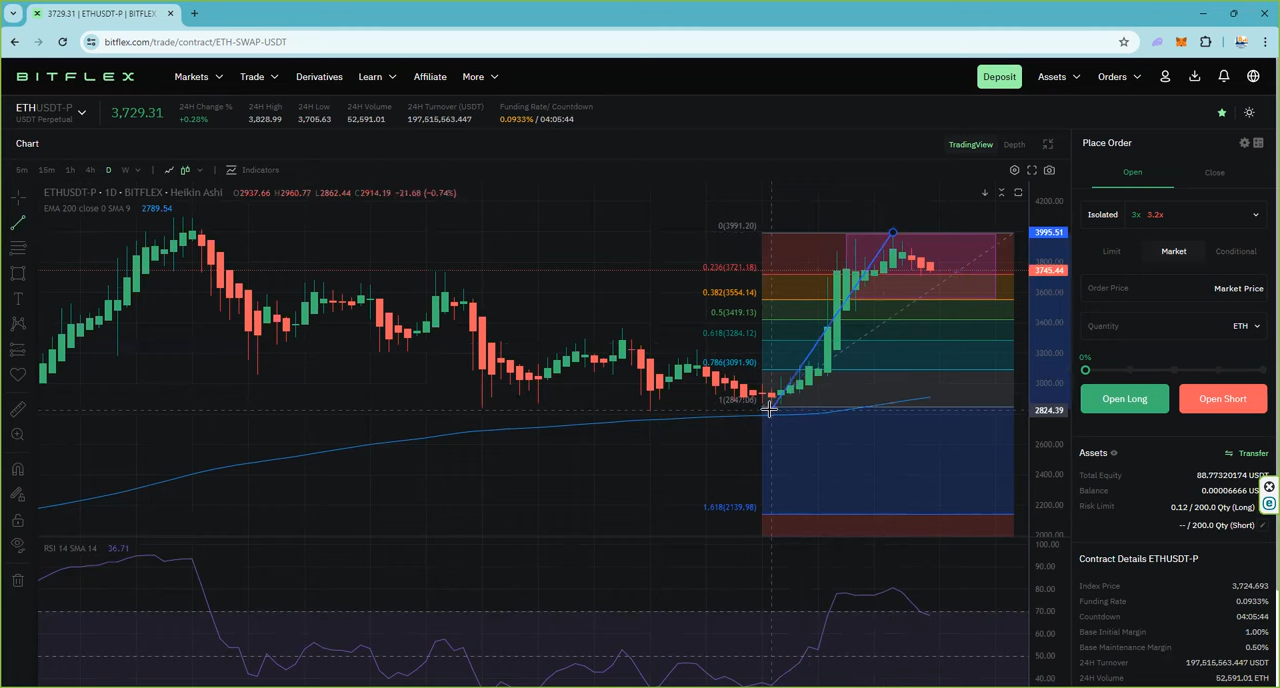 3729.31 | ETHUSDT-P | BITFLEX
bitflex.com/trade/contract/ETH-SWAP-USDT
BITFLEX
Markets Trade Derivatives Learn Affiliate More Deposit Assets Orders
ETHUSDT-P
USDT Perpetual
3,729.31
24H Change %
+0.28%
24H High
3,828.99
24H Low
3,705.63
24H Volume
52,591.01
24H Turnover (USDT)
197,515,563.447
Funding Rate/ Countdown
0.0933% / 04:05:44
Chart
TradingView Depth
5m 15m 1h 4h D W Indicators
ETHUSDT-P · 1D · BITFLEX · Heikin Ashi O2937.66 H2960.77 L2862.44 C2914.19 −21.68 (−0.74%)
EMA 200 close 0 SMA 9 2789.54
0(3991.20)
0.236(3721.18)
0.382(3554.14)
0.5(3419.13)
0.618(3284.12)
0.786(3091.90)
1.618(2139.98)
4200.00
3995.51
3745.44
3600.00
3400.00
3200.00
3000.00
2824.39
2600.00
2400.00
2200.00
2000.00
RSI 14 SMA 14 36.71
100.00
90.00
80.00
70.00
60.00
50.00
40.00
Place Order
Open Close
Isolated 3x 3.2x
Limit Market Conditional
Order Price Market Price
Quantity ETH
0%
Open Long Open Short
Assets Transfer
Total Equity 88.77320174 USDT
Balance 0.00006666
Risk Limit 0.12 / 200.0 Qty (Long)
-- / 200.0 Qty (Short)
Contract Details ETHUSDT-P
Index Price 3,724.693
Funding Rate 0.0933%
Countdown 04:05:44
Base Initial Margin 1.00%
Base Maintenance Margin 0.50%
24H Turnover 197,515,563.447 USDT
24H Volume 52,591.01 ETH